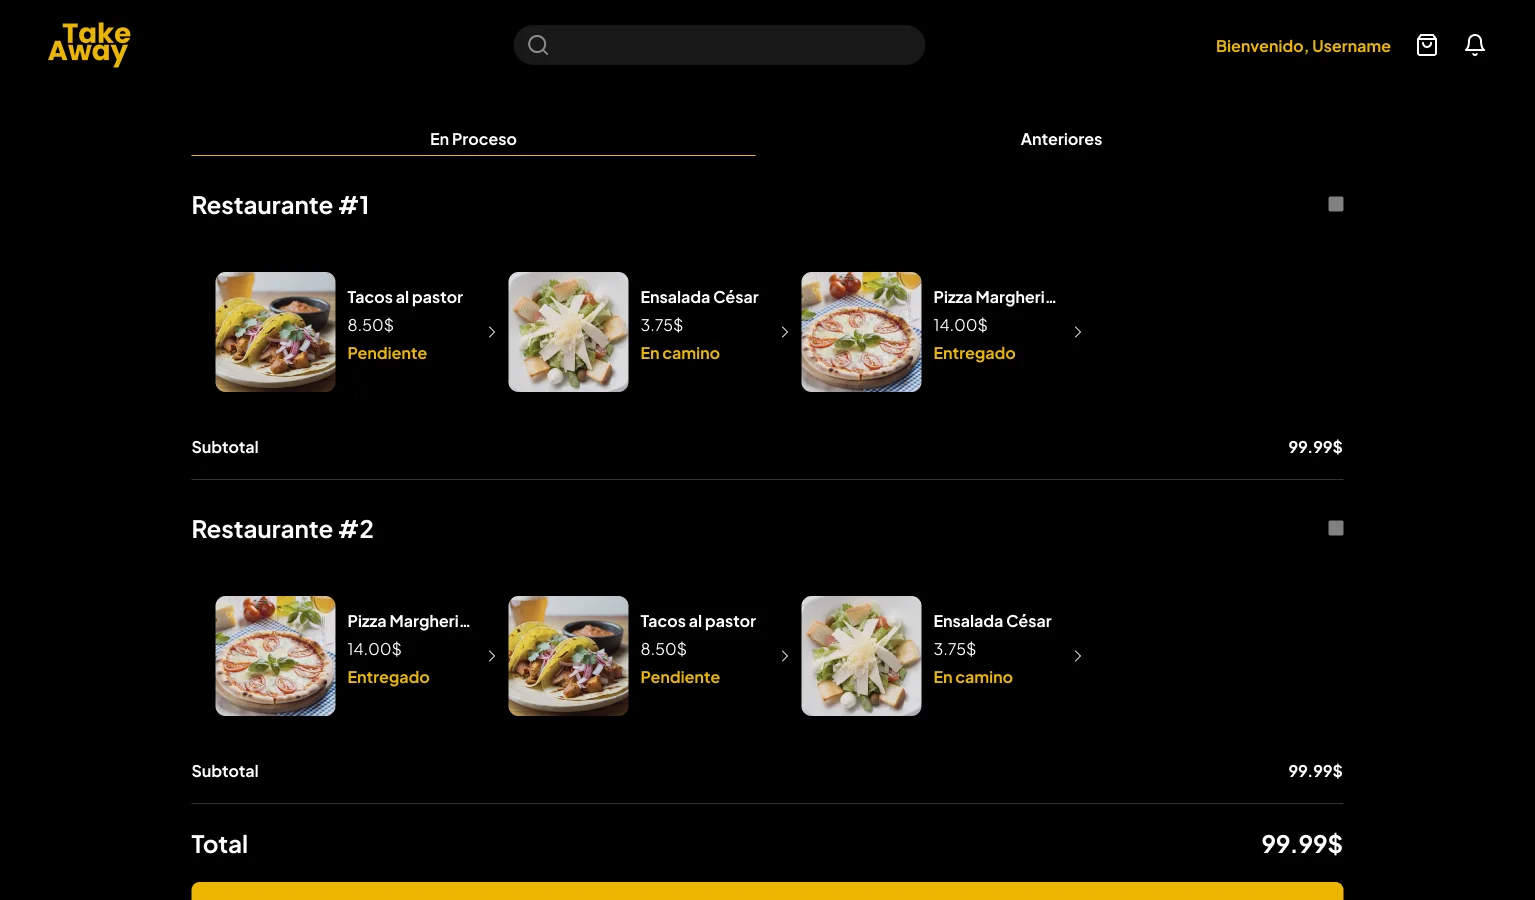 Take
Away
Bienvenido, Username
En Proceso
Anteriores
Restaurante #1
Tacos al pastor
8.50$
Pendiente
Ensalada César
3.75$
En camino
Pizza Margheri...
14.00$
Entregado
Subtotal
99.99$
Restaurante #2
Pizza Margheri...
14.00$
Entregado
Tacos al pastor
8.50$
Pendiente
Ensalada César
3.75$
En camino
Subtotal
99.99$
Total
99.99$